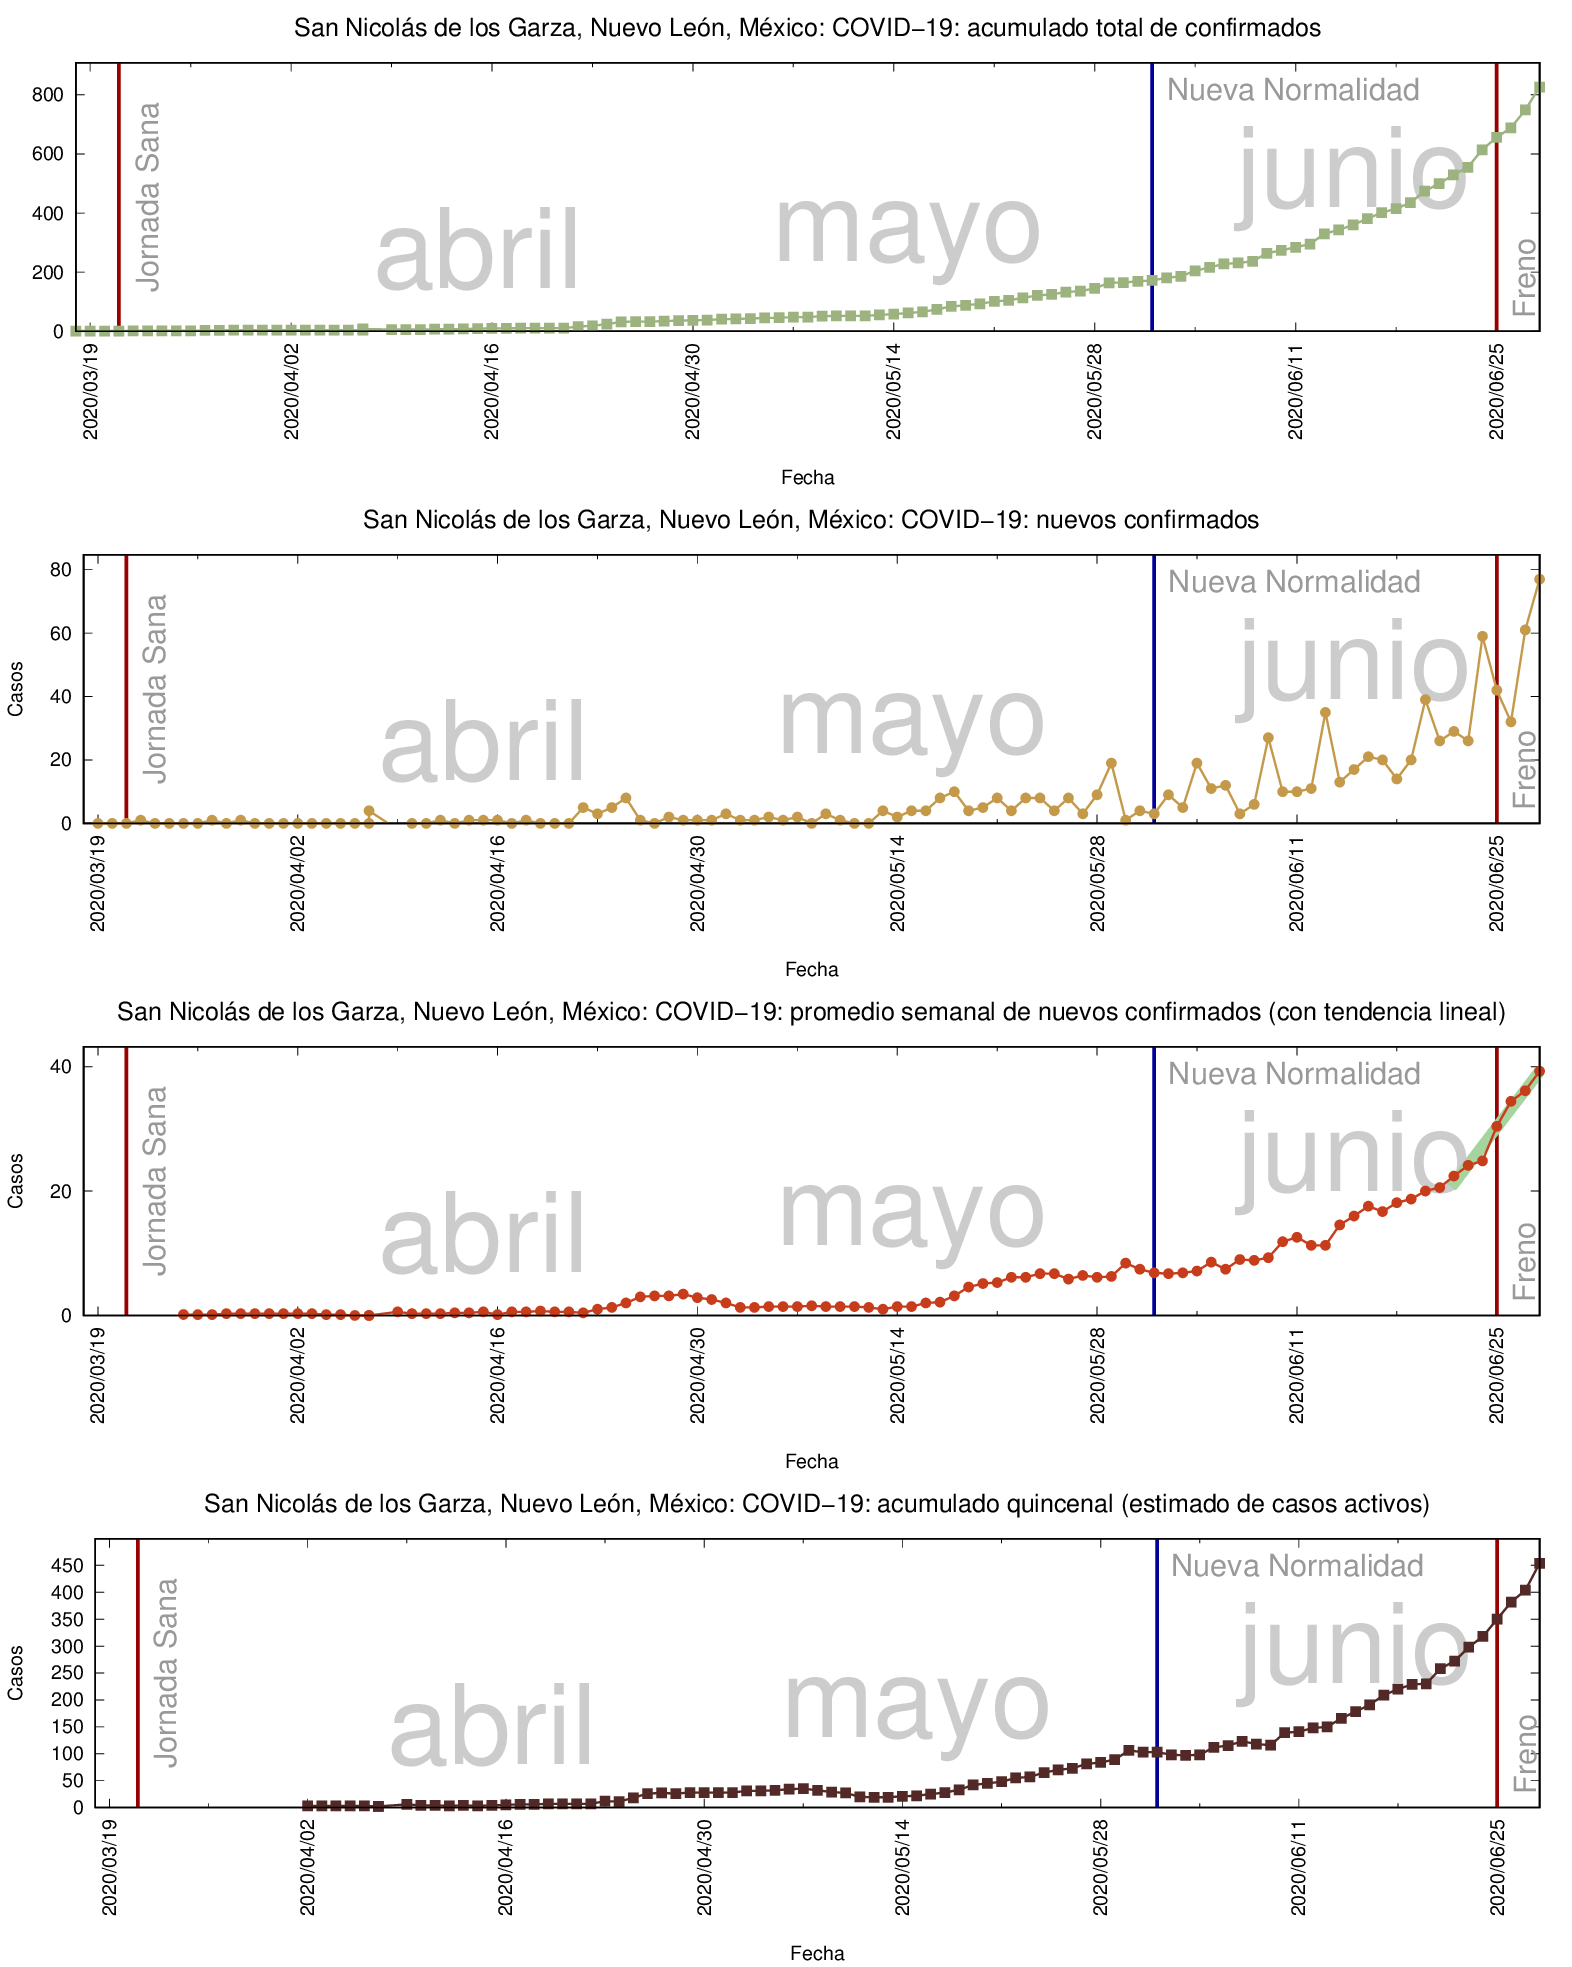 San Nicolás de los Garza, Nuevo León, México: COVID−19: acumulado total de confirmados
800
600
400
200
0
Jornada Sana
abril
mayo
Nueva Normalidad
junio
Freno
2020/03/19
2020/04/02
2020/04/16
2020/04/30
2020/05/14
2020/05/28
2020/06/11
2020/06/25
Fecha
San Nicolás de los Garza, Nuevo León, México: COVID−19: nuevos confirmados
Casos
80
60
40
20
0
Jornada Sana
abril
mayo
Nueva Normalidad
junio
Freno
2020/03/19
2020/04/02
2020/04/16
2020/04/30
2020/05/14
2020/05/28
2020/06/11
2020/06/25
Fecha
San Nicolás de los Garza, Nuevo León, México: COVID−19: promedio semanal de nuevos confirmados (con tendencia lineal)
Casos
40
20
0
Jornada Sana
abril
mayo
Nueva Normalidad
junio
Freno
2020/03/19
2020/04/02
2020/04/16
2020/04/30
2020/05/14
2020/05/28
2020/06/11
2020/06/25
Fecha
San Nicolás de los Garza, Nuevo León, México: COVID−19: acumulado quincenal (estimado de casos activos)
Casos
450
400
350
300
250
200
150
100
50
0
Jornada Sana
abril
mayo
Nueva Normalidad
junio
Freno
2020/03/19
2020/04/02
2020/04/16
2020/04/30
2020/05/14
2020/05/28
2020/06/11
2020/06/25
Fecha